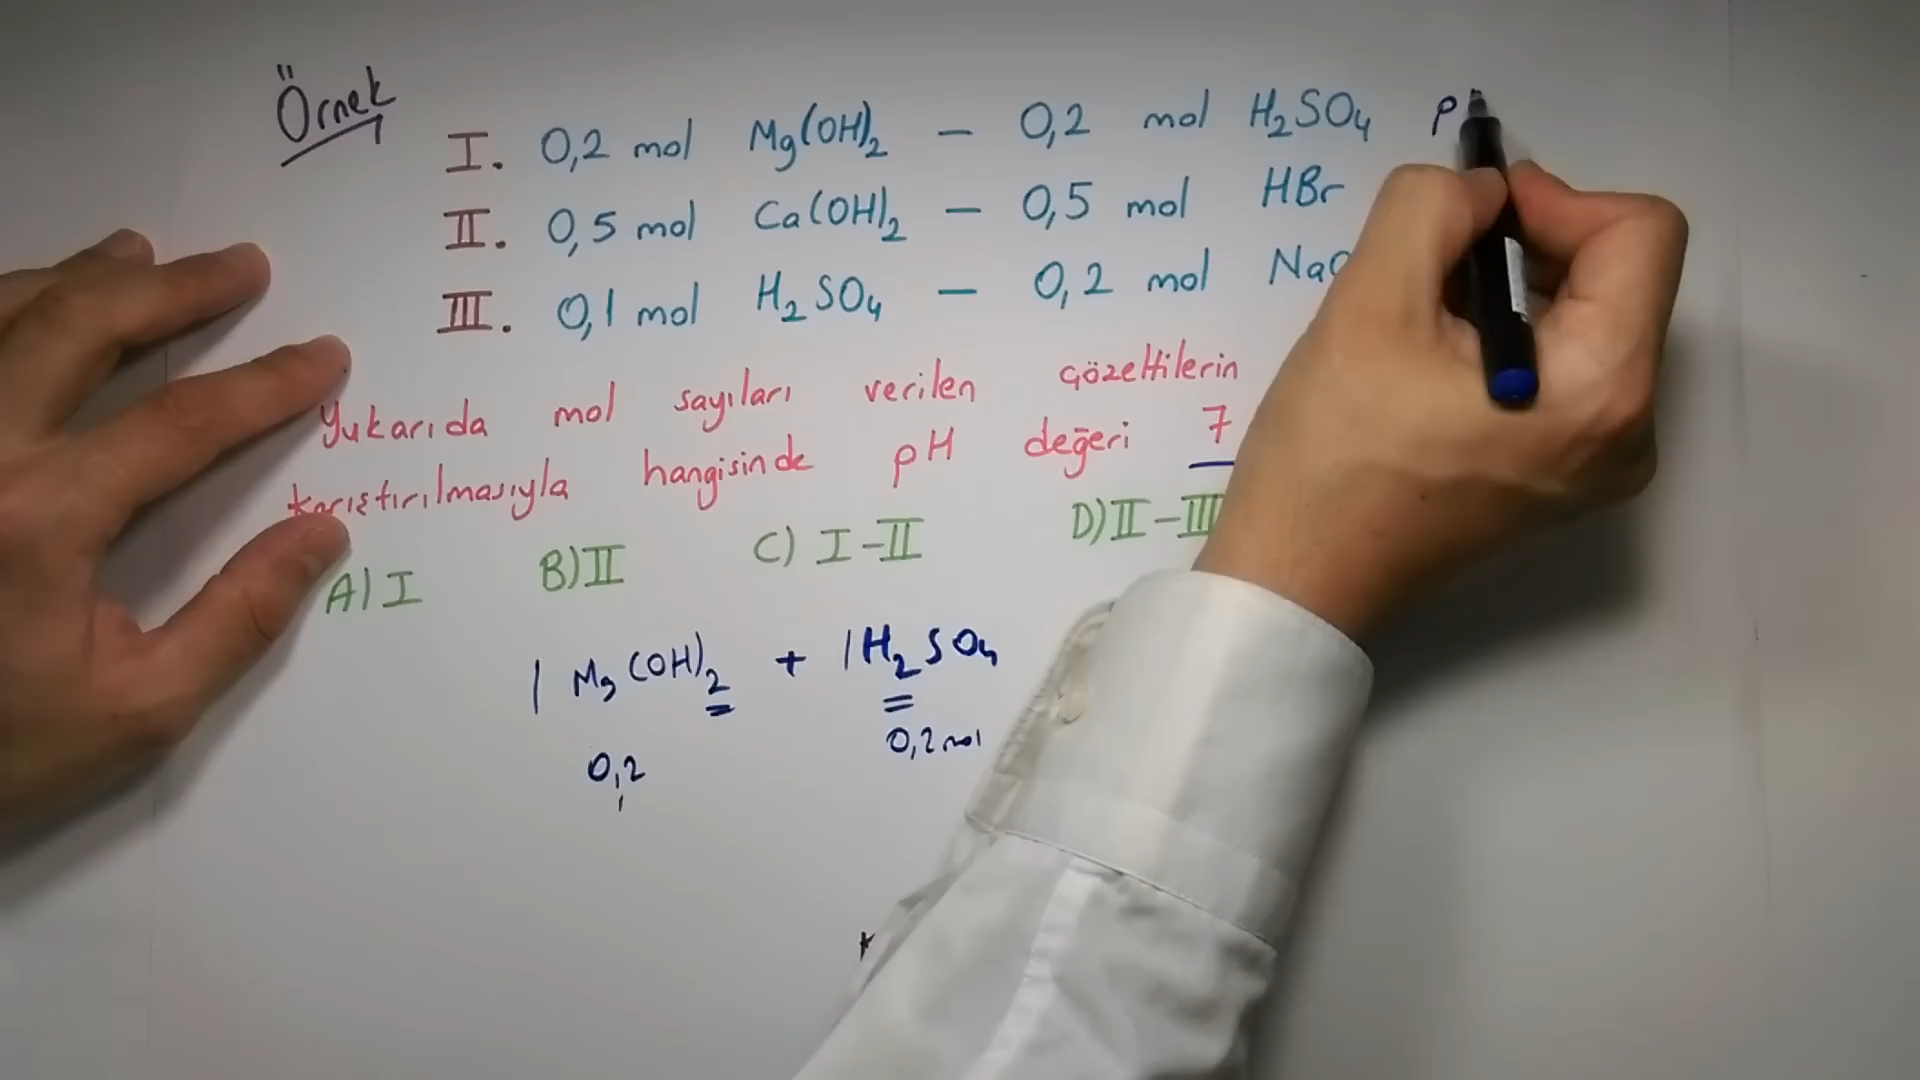 Örnek
I. 0,2 mol Mg(OH)₂ — 0,2 mol H₂SO₄ p
II. 0,5 mol Ca(OH)₂ — 0,5 mol HBr
III. 0,1 mol H₂SO₄ — 0,2 mol
Yukarıda mol sayıları verilen çözeltilerin
karıştırılmasıyla hangisinde pH değeri 7
A) I B) II C) I-II D) II-III
1 Mg(OH)₂ + 1 H₂SO₄
0,2 0,2 mol